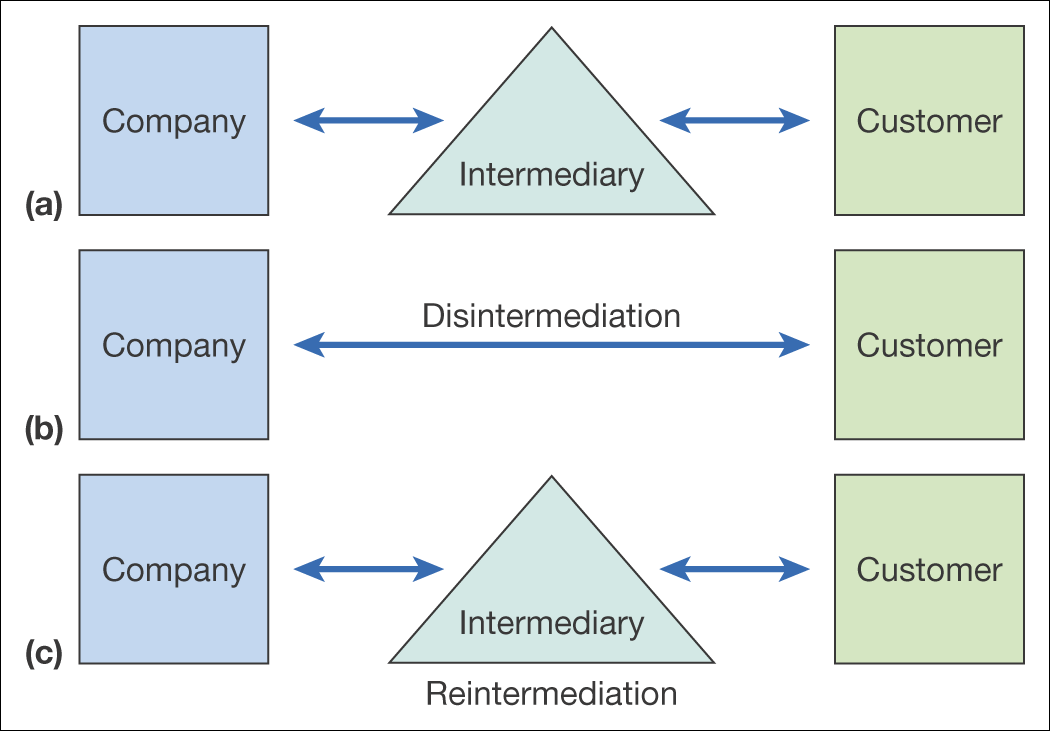 Company
Intermediary
Customer
(a)
Disintermediation
Company
Customer
(b)
Company
Intermediary
Customer
(c)
Reintermediation